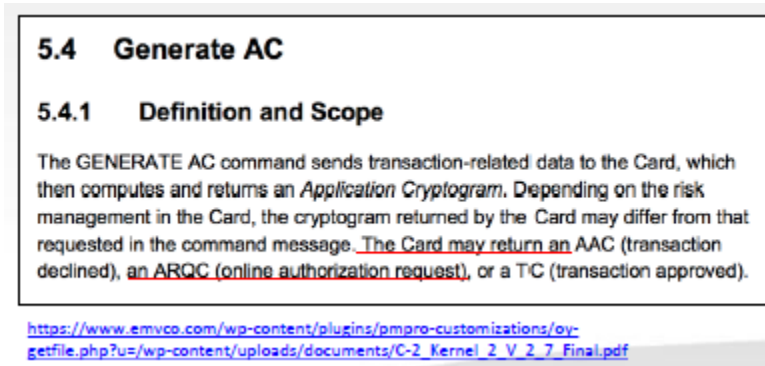 5.4 Generate AC
5.4.1 Definition and Scope
The GENERATE AC command sends transaction-related data to the Card, which
then computes and returns an Application Cryptogram. Depending on the risk
management in the Card, the cryptogram returned by the Card may differ from that
requested in the command message. The Card may return an AAC (transaction
declined), an ARQC (online authorization request), or a TC (transaction approved).
https://www.emvco.com/wp-content/plugins/pmpro-customizations/oy-
getfile.php?u=/wp-content/uploads/documents/C-2_Kernel_2_V_2_7_Final.pdf